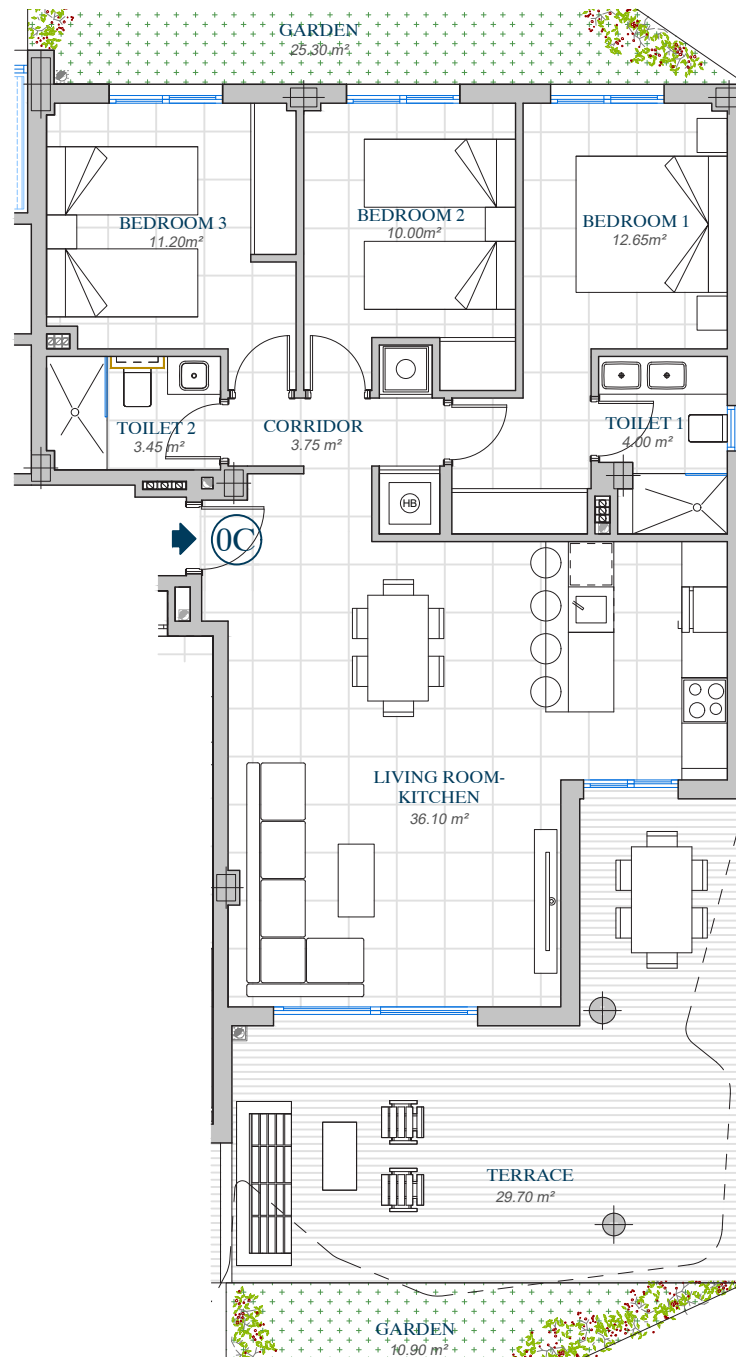 GARDEN
25.30 m²
BEDROOM 3
11.20m²
BEDROOM 2
10.00m²
BEDROOM 1
12.65m²
TOILET 2
3.45 m²
CORRIDOR
3.75 m²
TOILET 1
4.00 m²
HB
0C
LIVING ROOM-
KITCHEN
36.10 m²
TERRACE
29.70 m²
GARDEN
10.90 m²